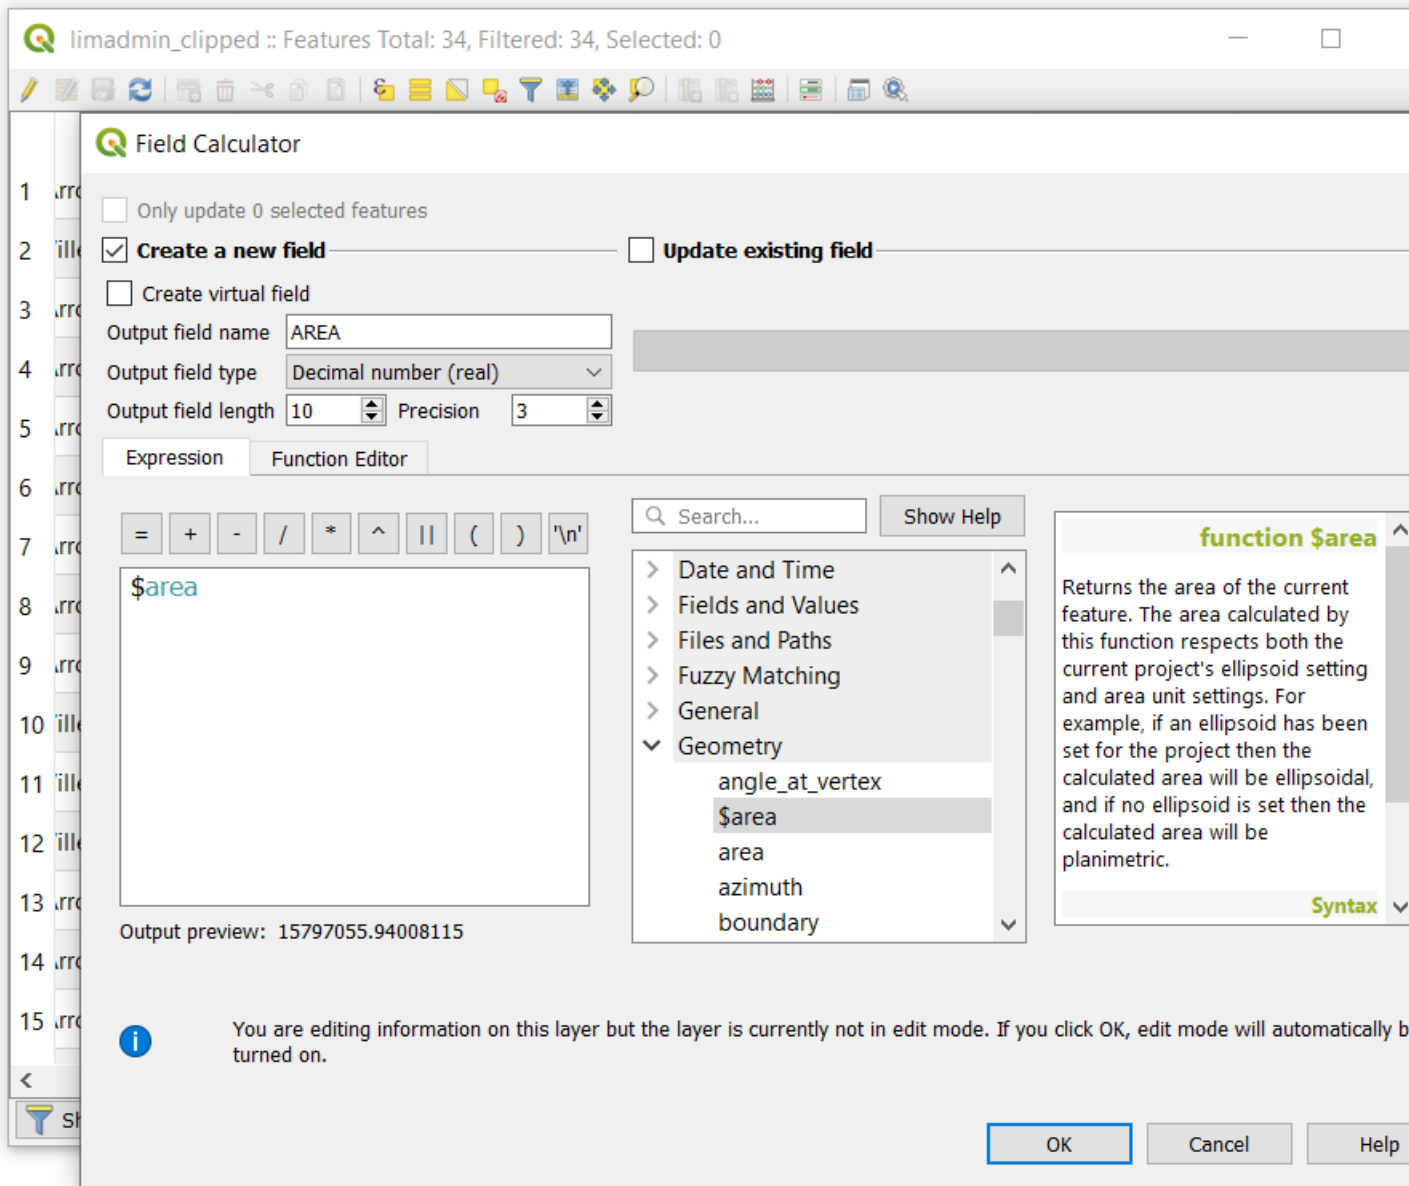 limadmin_clipped :: Features Total: 34, Filtered: 34, Selected: 0
Field Calculator
Only update 0 selected features
Create a new field
Update existing field
Create virtual field
Output field name AREA
Output field type Decimal number (real)
Output field length 10 Precision 3
Expression Function Editor
= + - / * ^ || ( ) '\n'
Search... Show Help
$area
Date and Time
Fields and Values
Files and Paths
Fuzzy Matching
General
Geometry
angle_at_vertex
$area
area
azimuth
boundary
function $area
Returns the area of the current
feature. The area calculated by
this function respects both the
current project's ellipsoid setting
and area unit settings. For
example, if an ellipsoid has been
set for the project then the
calculated area will be ellipsoidal,
and if no ellipsoid is set then the
calculated area will be
planimetric.
Syntax
Output preview: 15797055.94008115
You are editing information on this layer but the layer is currently not in edit mode. If you click OK, edit mode will automatically b
turned on.
OK Cancel Help
1
2
3
4
5
6
7
8
9
10
11
12
13
14
15